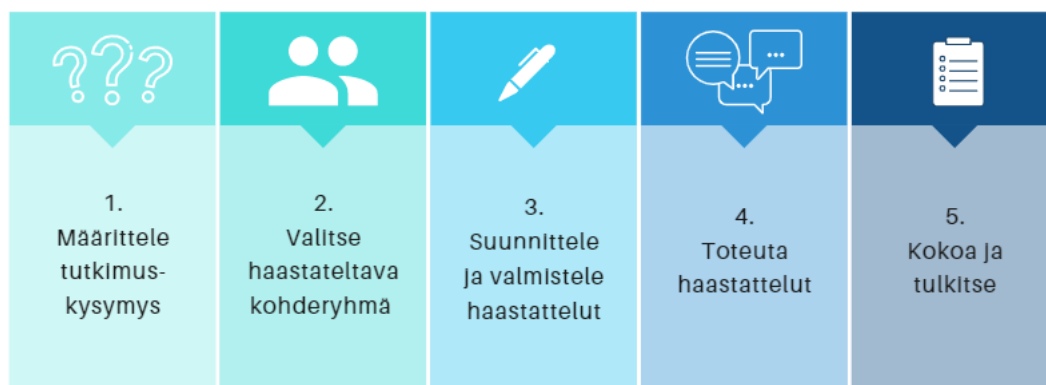 1.
Määrittele
tutkimus-
kysymys
2.
Valitse
haastateltava
kohderyhmä
3.
Suunnittele
ja valmistele
haastattelut
4.
Toteuta
haastattelut
5.
Kokoa ja
tulkitse